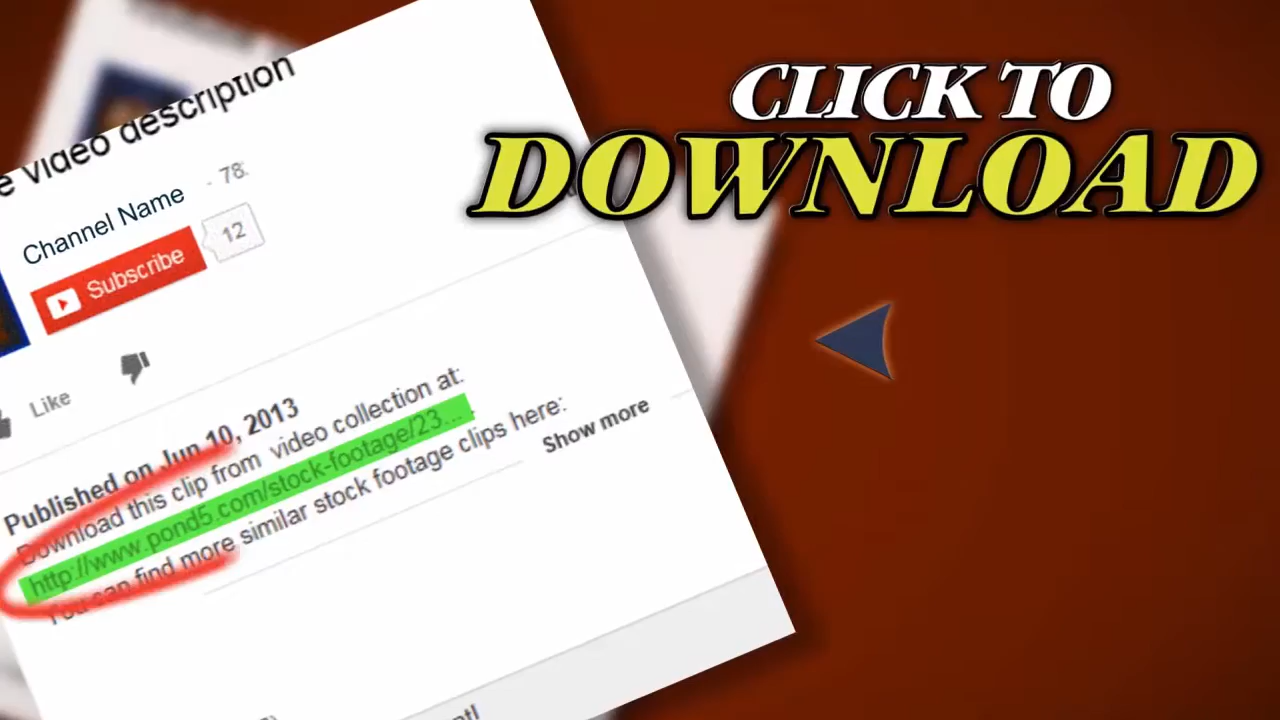 CLICK TO
DOWNLOAD
video description
Channel Name
Subscribe
12
Like
Published on Jun 10, 2013
Download this clip from video collection at:
http://www.pond5.com/stock-footage/23...
You can find more similar stock footage clips here:
Show more